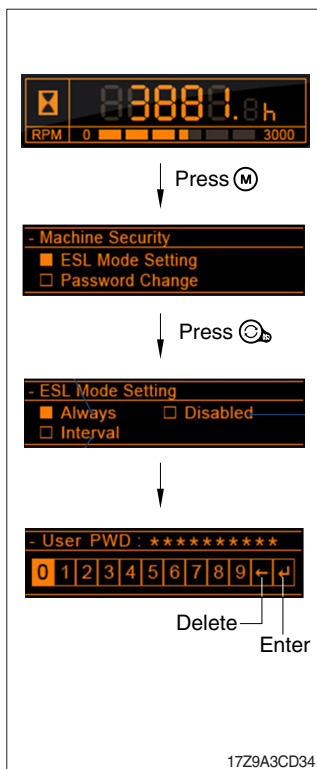 3881. h
RPM 0 3000
Press M
- Machine Security
ESL Mode Setting
Password Change
Press
- ESL Mode Setting
Always Disabled
Interval
- User PWD : **********
0 1 2 3 4 5 6 7 8 9 ← ↵
Delete
Enter
17Z9A3CD34